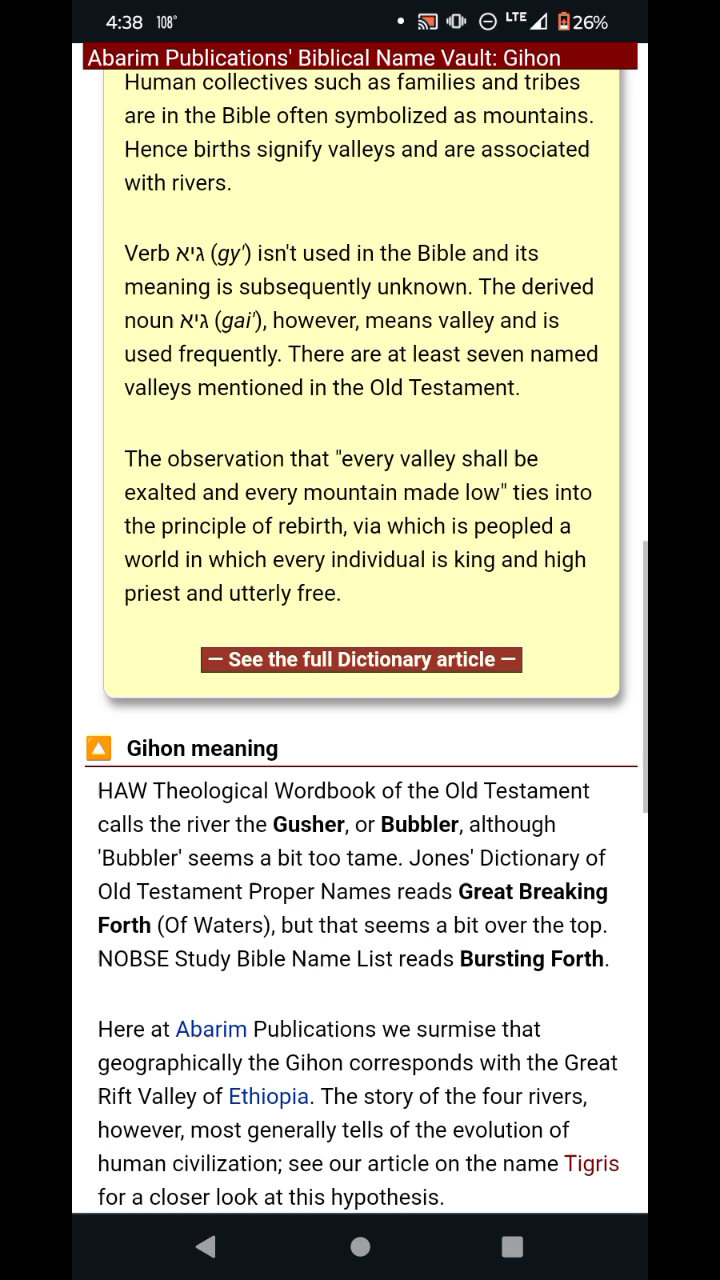 4:38 108° LTE 26%
Abarim Publications' Biblical Name Vault: Gihon
Human collectives such as families and tribes
are in the Bible often symbolized as mountains.
Hence births signify valleys and are associated
with rivers.
Verb גיא (gy') isn't used in the Bible and its
meaning is subsequently unknown. The derived
noun גיא (gai'), however, means valley and is
used frequently. There are at least seven named
valleys mentioned in the Old Testament.
The observation that "every valley shall be
exalted and every mountain made low" ties into
the principle of rebirth, via which is peopled a
world in which every individual is king and high
priest and utterly free.
— See the full Dictionary article —
Gihon meaning
HAW Theological Wordbook of the Old Testament
calls the river the Gusher, or Bubbler, although
'Bubbler' seems a bit too tame. Jones' Dictionary of
Old Testament Proper Names reads Great Breaking
Forth (Of Waters), but that seems a bit over the top.
NOBSE Study Bible Name List reads Bursting Forth.
Here at Abarim Publications we surmise that
geographically the Gihon corresponds with the Great
Rift Valley of Ethiopia. The story of the four rivers,
however, most generally tells of the evolution of
human civilization; see our article on the name Tigris
for a closer look at this hypothesis.